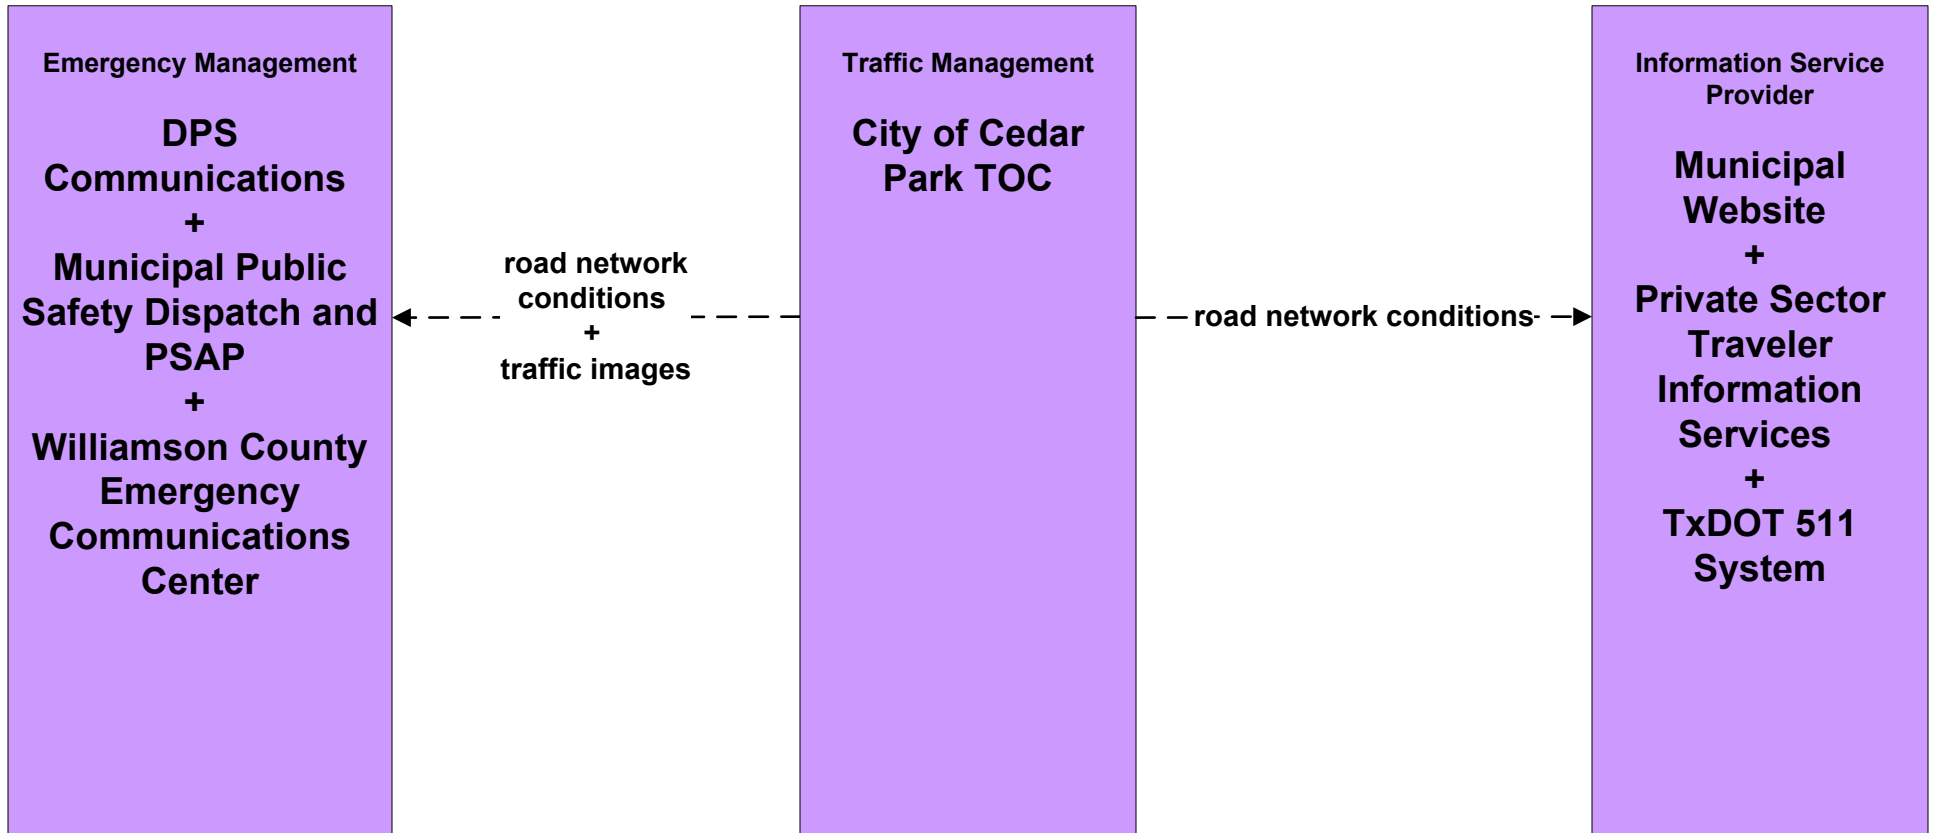 Emergency Management
DPS
Communications
+
Municipal Public
Safety Dispatch and
PSAP
+
Williamson County
Emergency
Communications
Center
road network
conditions
+
traffic images
Traffic Management
City of Cedar
Park TOC
road network conditions
Information Service
Provider
Municipal
Website
+
Private Sector
Traveler
Information
Services
+
TxDOT 511
System